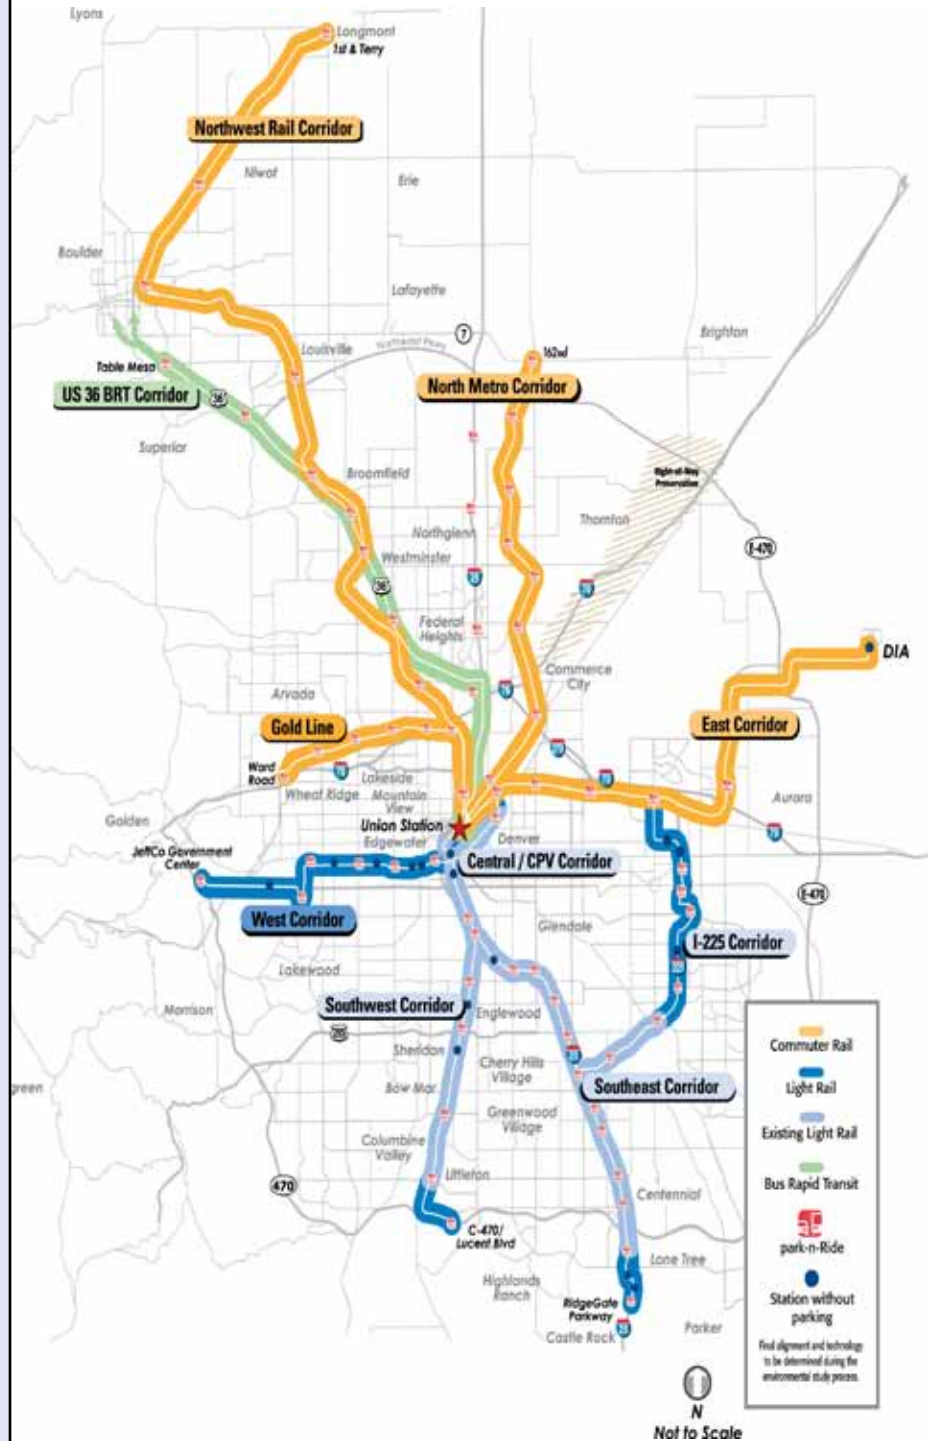 Lyons
Longmont
1st & Terry
Northwest Rail Corridor
Niwot
Erie
Boulder
Lafayette
Brighton
7
Northwest Pkwy
Louisville
162nd
Table Mesa
North Metro Corridor
US 36 BRT Corridor
36
Superior
Broomfield
Right-of-Way
Preservation
Thornton
Northglenn
E-470
Westminster
36
Federal
Heights
Commerce
City
DIA
Arvada
Gold Line
East Corridor
Ward
Road
Lakeside
Wheat Ridge
Mountain
View
Aurora
Golden
Union Station
Edgewater
Denver
JeffCo Government
Center
Central / CPV Corridor
E-470
West Corridor
Glendale
I-225 Corridor
Lakewood
Morrison
Southwest Corridor
Englewood
Sheridan
Cherry Hills
Village
green
Bow Mar
Southeast Corridor
Greenwood
Village
Columbine
Valley
Littleton
470
Centennial
C-470/
Lucent Blvd
Lone Tree
Highlands
Ranch
RidgeGate
Parkway
25
Castle Rock
Parker
Commuter Rail
Light Rail
Existing Light Rail
Bus Rapid Transit
park-n-Ride
Station without
parking
Final alignment and technology
to be determined during the
environmental study process.
N
Not to Scale